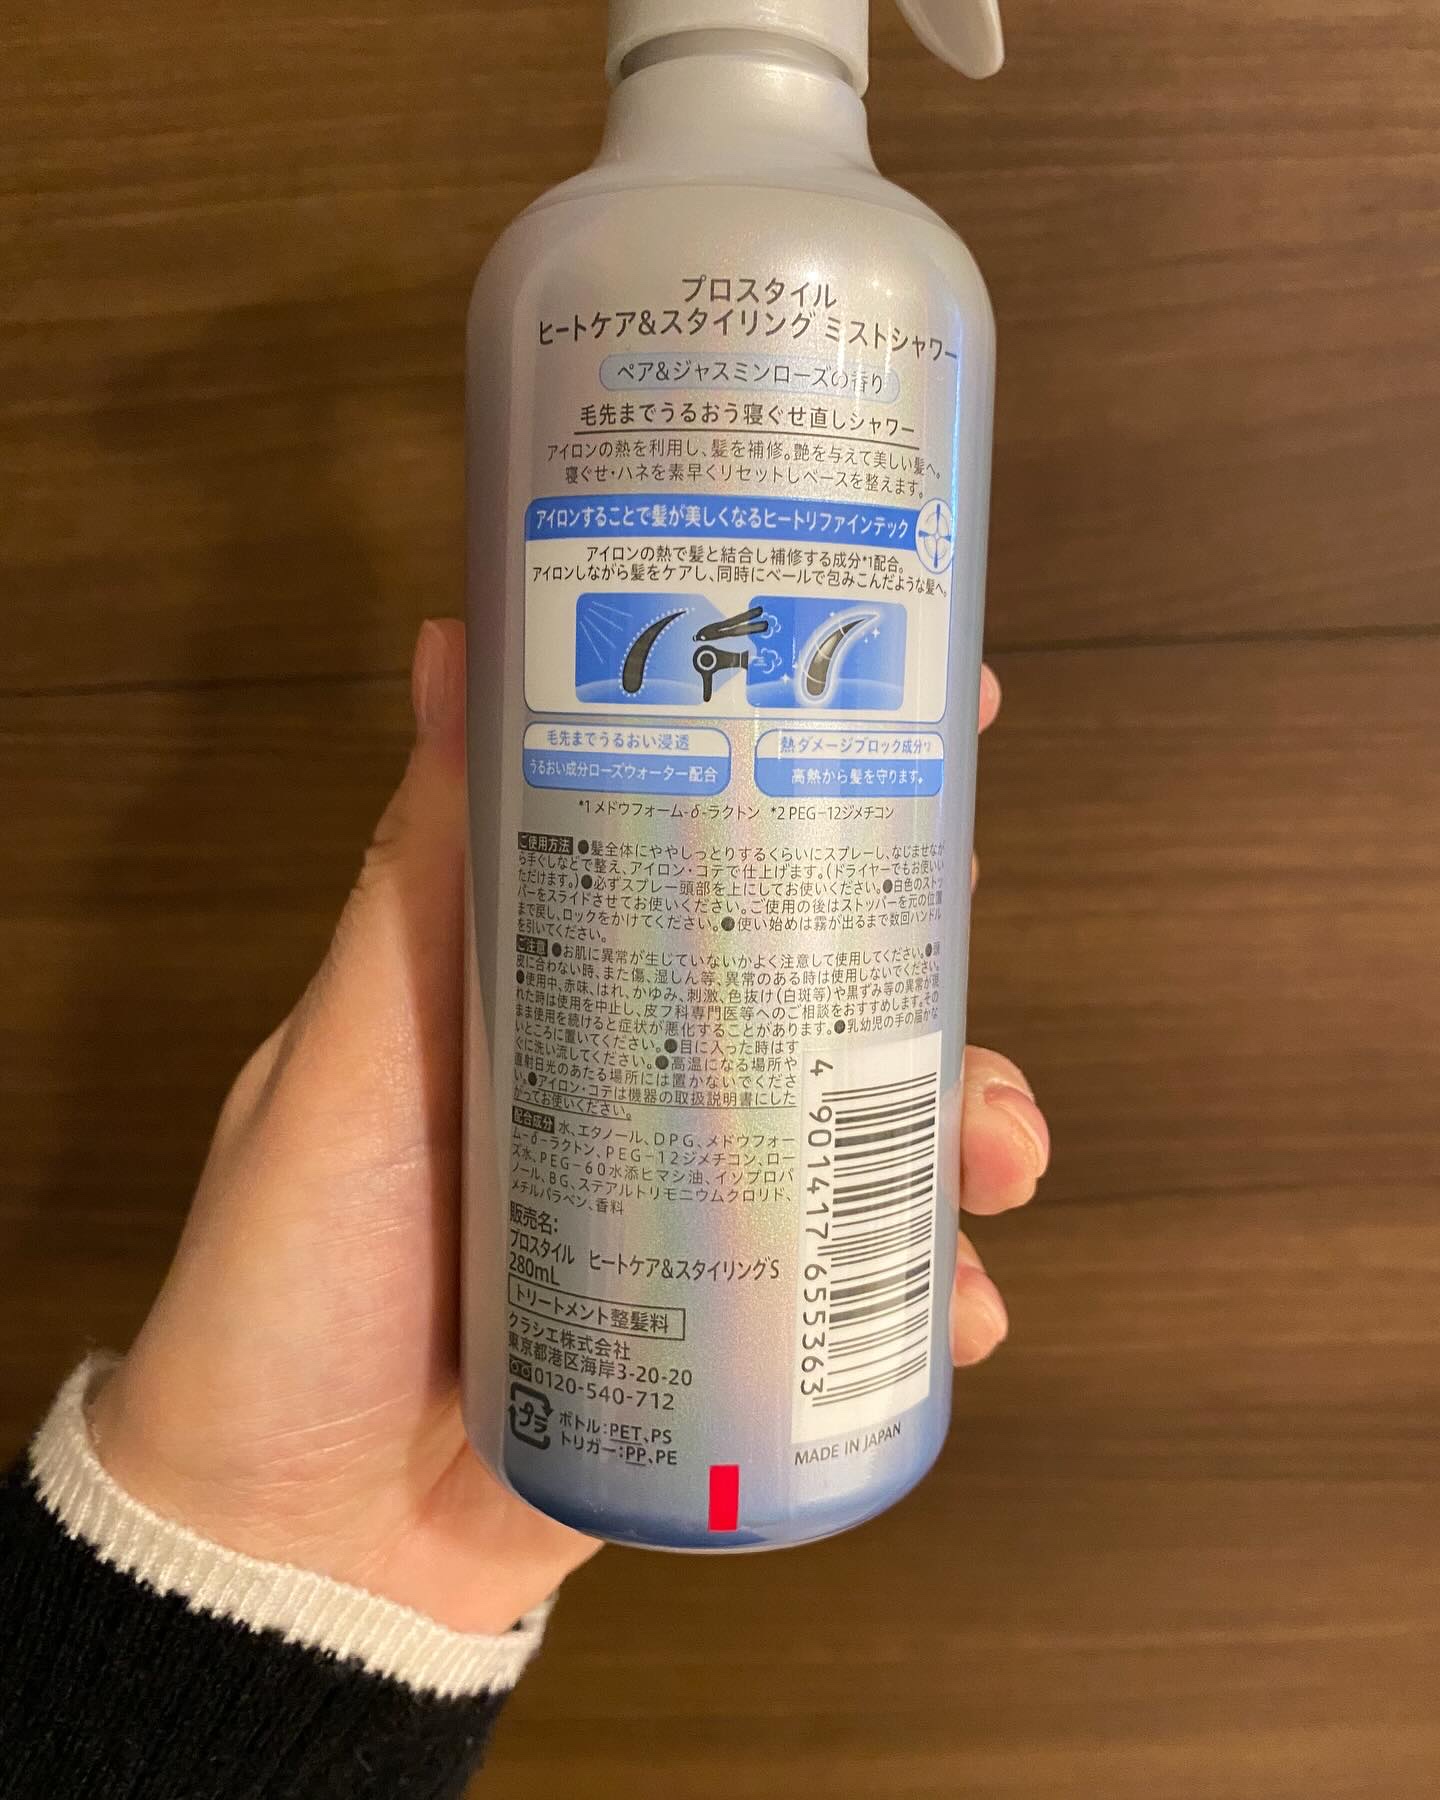 プロスタイル
ヒートケア&スタイリング ミストシャワー
ペア&ジャスミンローズの香り
毛先までうるおう寝ぐせ直しシャワー
アイロンの熱を利用し、髪を補修。艶を与えて美しい髪へ。
寝ぐせ・ハネを素早くリセットしベースを整えます。
アイロンすることで髪が美しくなるヒートリファインテック
アイロンの熱で髪と結合し補修する成分*1配合。
アイロンしながら髪をケアし、同時にベールで包みこんだような髪へ。
毛先までうるおい浸透
うるおい成分ローズウォーター配合
熱ダメージブロック成分*2
高熱から髪を守ります。
*1 メドウフォーム-δ-ラクトン *2 PEG-12ジメチコン
ご使用方法 ●髪全体にややしっとりするくらいにスプレーし、なじませなが
ら手ぐしなどで整え、アイロン・コテで仕上げます。(ドライヤーでもお使いい
ただけます。)●必ずスプレー頭部を上にしてお使いください。●白色のストッ
パーをスライドさせてお使いください。ご使用の後はストッパーを元の位置
まで戻し、ロックをかけてください。●使い始めは霧が出るまで数回ハンドル
を引いてください。
ご注意 ●お肌に異常が生じていないかよく注意して使用してください。●頭
皮に合わない時、また傷、湿しん等、異常のある時は使用しないでください。
●使用中、赤味、はれ、かゆみ、刺激、色抜け(白斑等)や黒ずみ等の異常が現
れた時は使用を中止し、皮フ科専門医等へのご相談をおすすめします。その
まま使用を続けると症状が悪化することがあります。●乳幼児の手の届かな
いところに置いてください。●目に入った時はす
ぐに洗い流してください。●高温になる場所や
直射日光のあたる場所には置かないでくださ
い。●アイロン・コテは機器の取扱説明書にした
がってお使いください。
配合成分 水、エタノール、DPG、メドウフォー
ム-δ-ラクトン、PEG-12ジメチコン、ロー
ズ水、PEG-60水添ヒマシ油、イソプロパ
ノール、BG、ステアルトリモニウムクロリド、
メチルパラベン、香料
販売名:
プロスタイル ヒートケア&スタイリングS
280mL
トリートメント整髪料
クラシエ株式会社
東京都港区海岸3-20-20
0120-540-712
プラ
ボトル:PET、PS
トリガー:PP、PE
4 901417 655363
MADE IN JAPAN